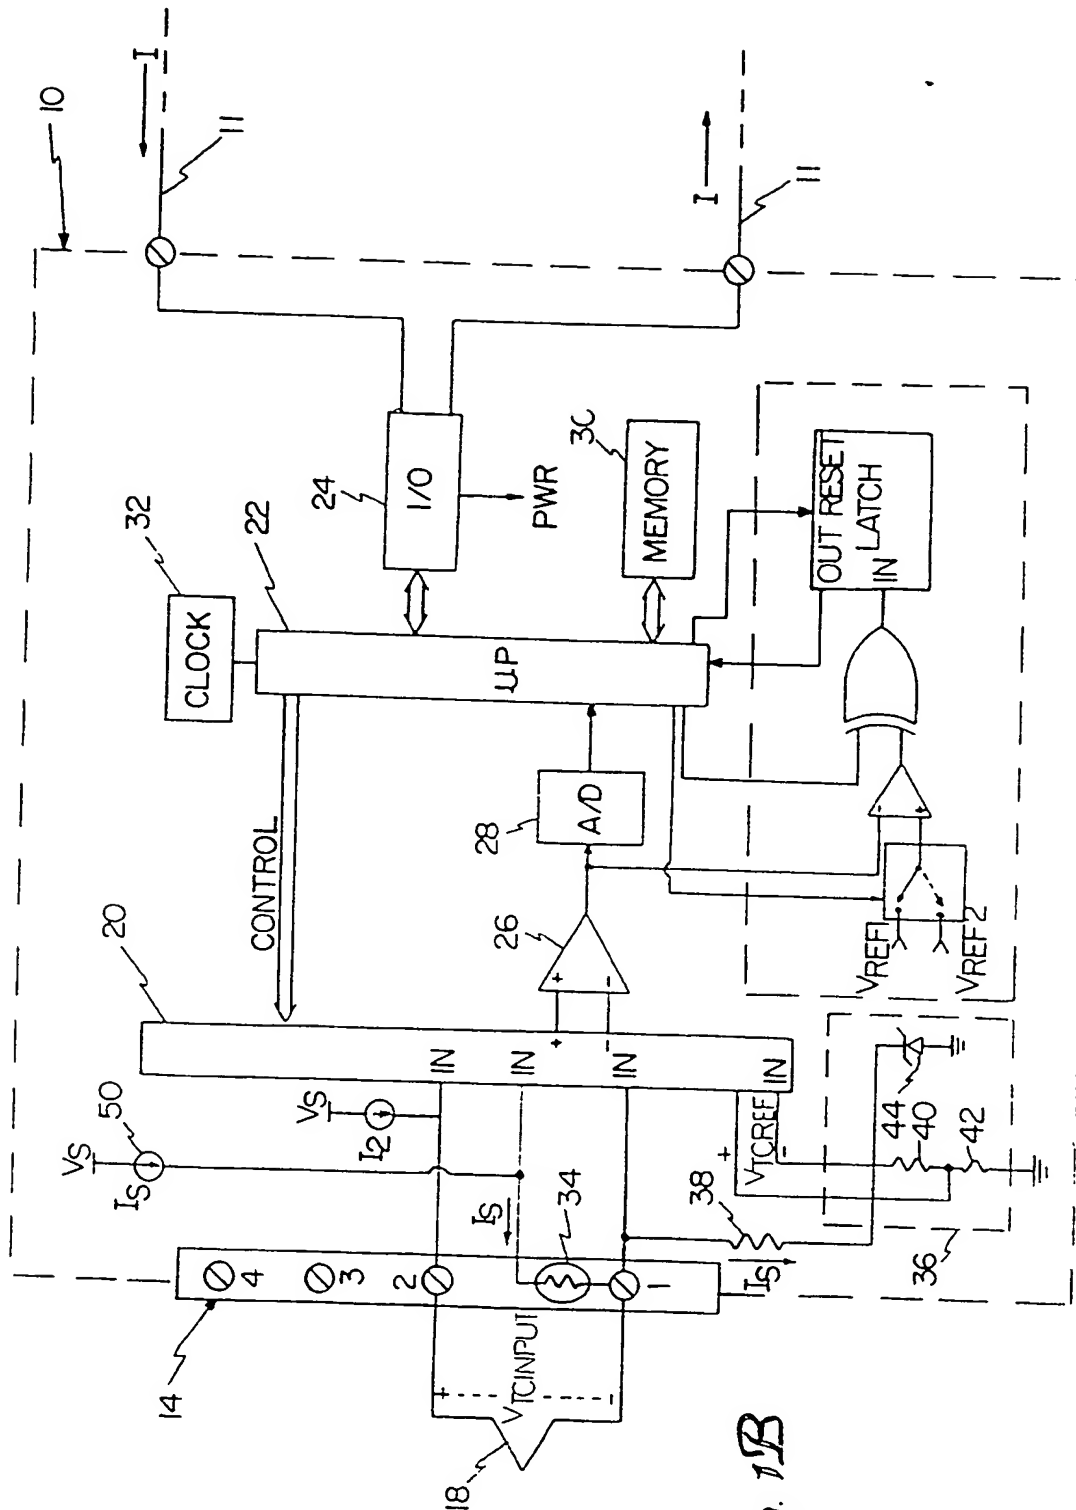 10
I
11
I
11
32
CLOCK
22
24
I/O
PWR
30
MEMORY
µP
OUT RESET
LATCH
IN
CONTROL
28
A/D
26
+
-
-
+
VREF1
VREF2
20
IN
IN
+
-
IN
IN
50
VS
IS
VS
I2
IS
34
+
VTCREF
-
38
44
40
42
36
IS
14
4
3
2
1
+
VTCINPUT
-
18
1B